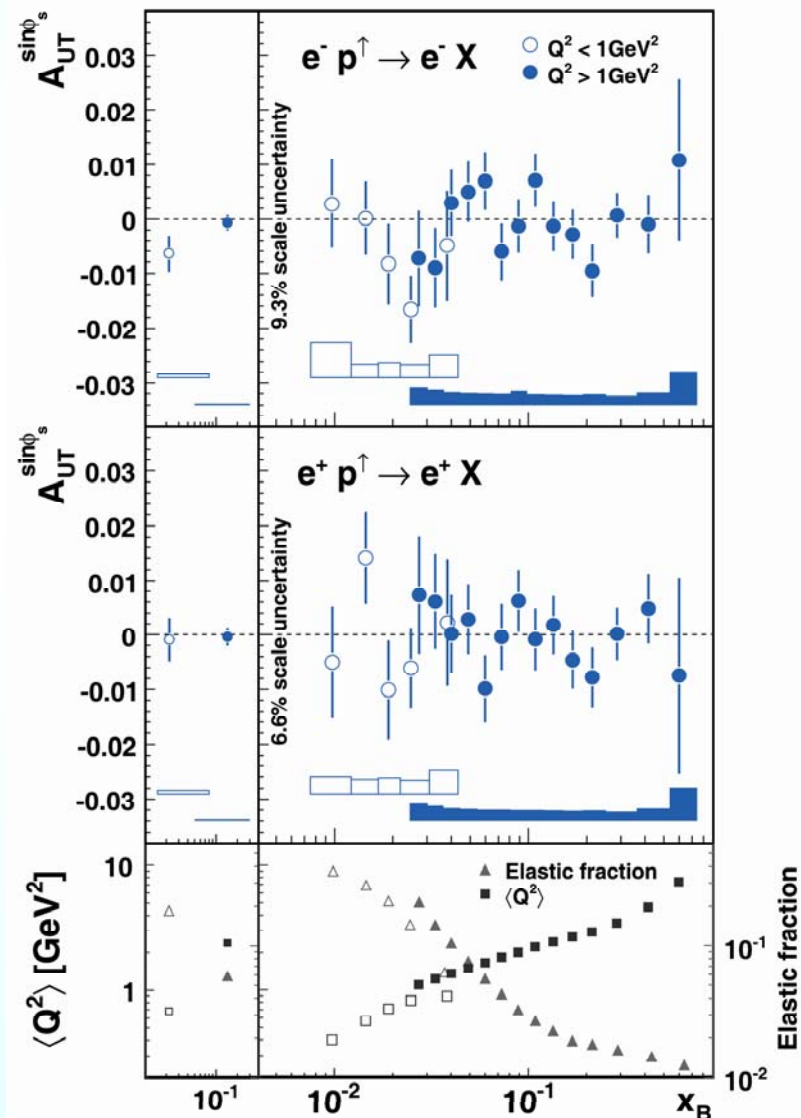 A_UT^sinϕ_s
0.03
0.02
0.01
0
-0.01
-0.02
-0.03
9.3% scale uncertainty
e⁻ p↑ → e⁻ X
Q² < 1GeV²
Q² > 1GeV²
A_UT^sinϕ_s
0.03
0.02
0.01
0
-0.01
-0.02
-0.03
6.6% scale uncertainty
e⁺ p↑ → e⁺ X
⟨Q²⟩ [GeV²]
10
1
Elastic fraction
⟨Q²⟩
10⁻¹
10⁻²
Elastic fraction
10⁻¹
10⁻²
10⁻¹
x_B